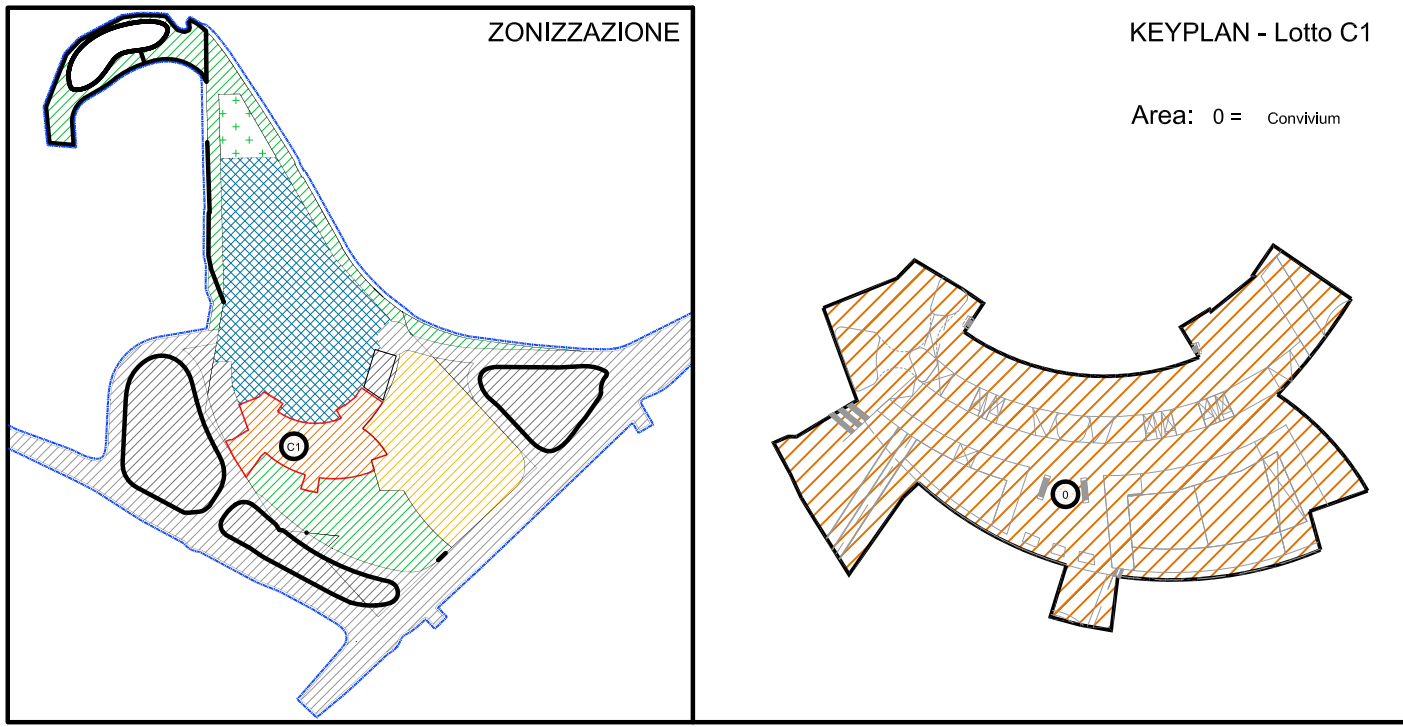 ZONIZZAZIONE
C1
KEYPLAN - Lotto C1
Area: 0 = Convivium
0